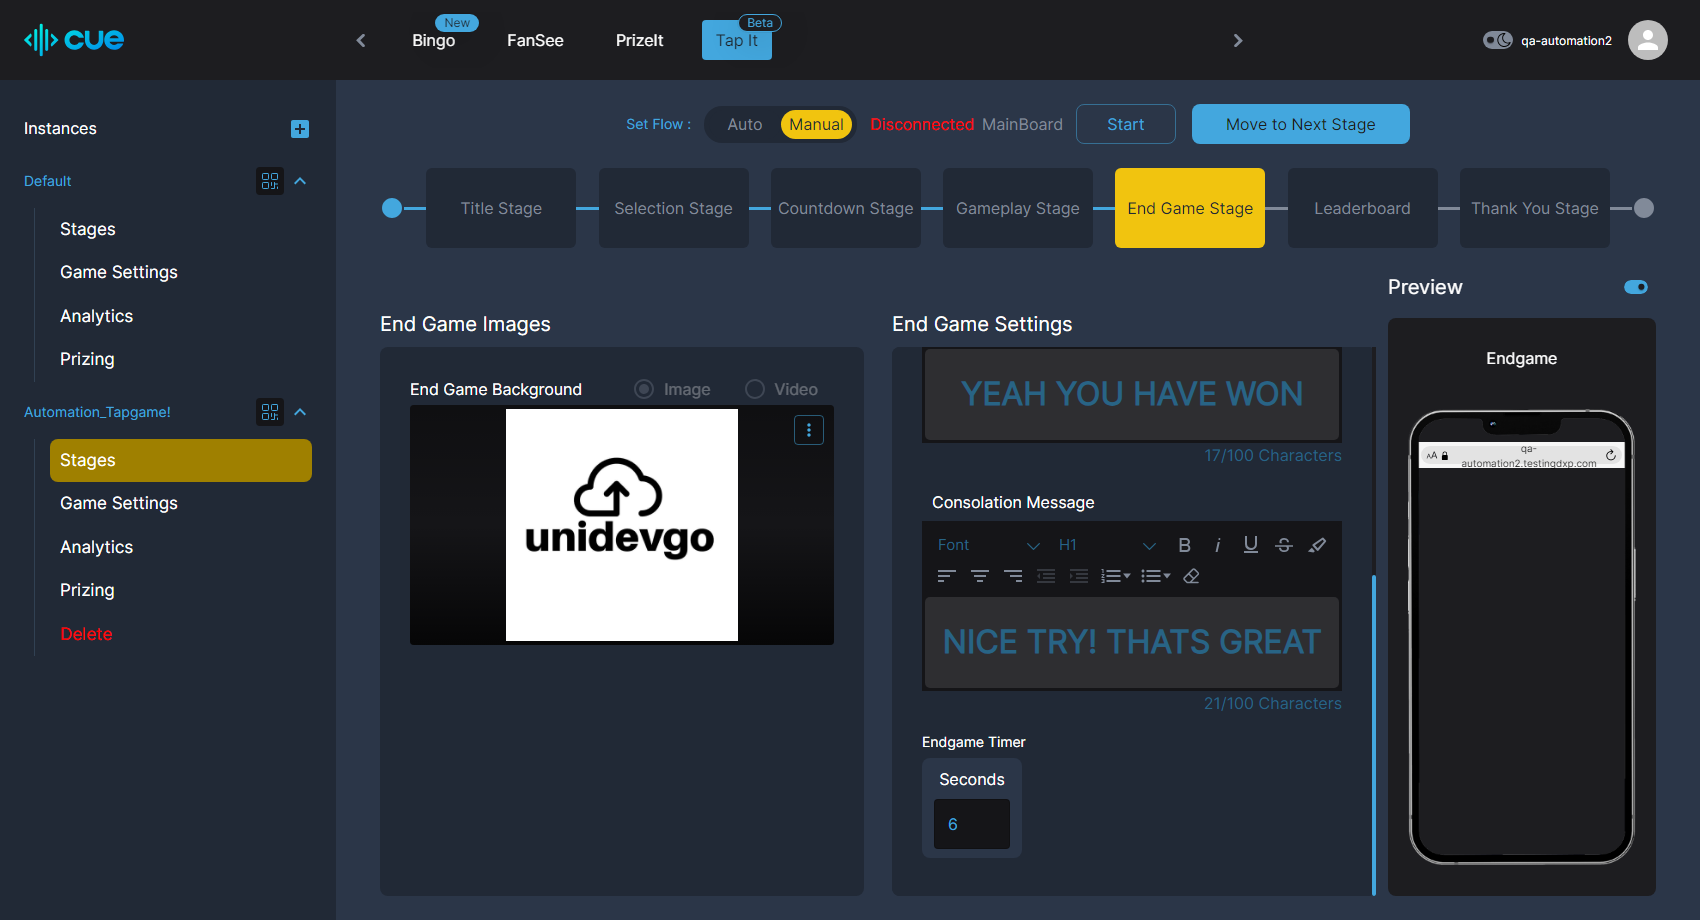 cue
Bingo
New
FanSee
PrizeIt
Tap It
Beta
qa-automation2
Instances
Default
Stages
Game Settings
Analytics
Prizing
Automation_Tapgame!
Stages
Game Settings
Analytics
Prizing
Delete
Set Flow :
Auto
Manual
Disconnected MainBoard
Start
Move to Next Stage
Title Stage
Selection Stage
Countdown Stage
Gameplay Stage
End Game Stage
Leaderboard
Thank You Stage
End Game Images
End Game Background
Image
Video
unidevgo
End Game Settings
YEAH YOU HAVE WON
17/100 Characters
Consolation Message
Font
H1
B
i
U
S
NICE TRY! THATS GREAT
21/100 Characters
Endgame Timer
Seconds
6
Preview
Endgame
AA
qa-
automation2.testingdxp.com